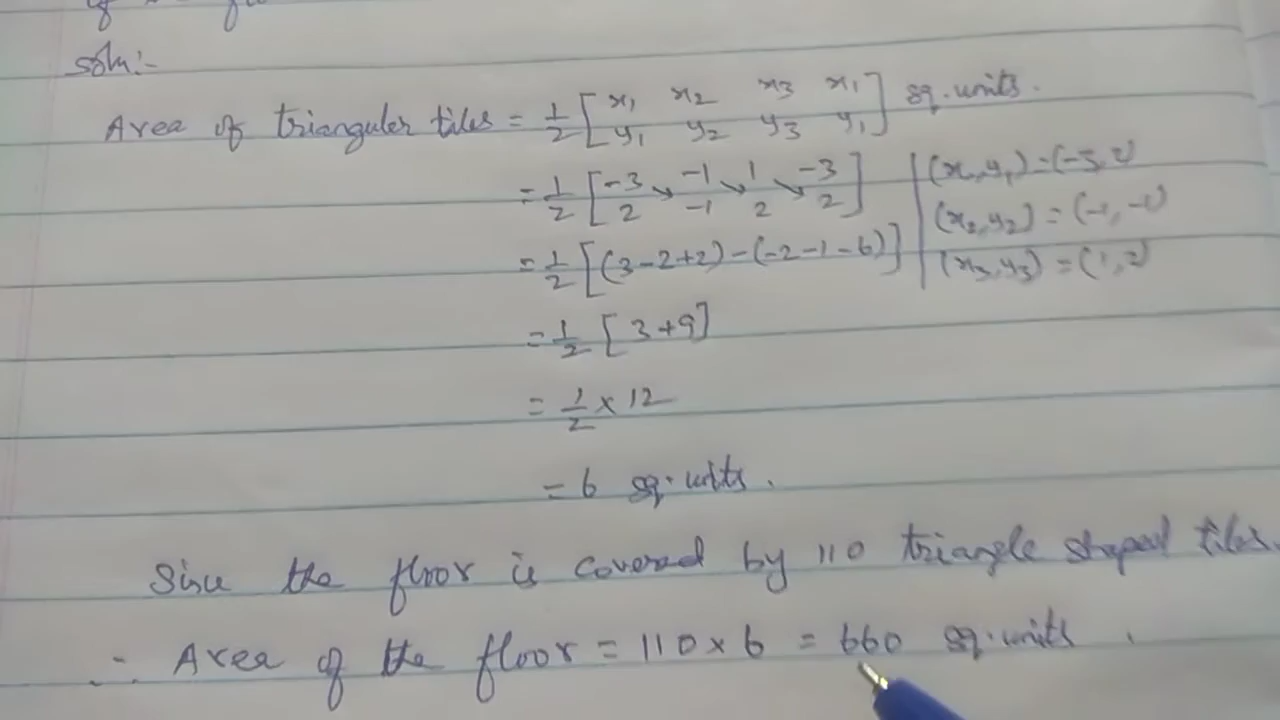 Soln:-
Area of triangular tiles = 1/2 [ x1 x2 x3 x1 sq. units.
y1 y2 y3 y1 ]
= 1/2 [ -3 -1 1 -3 | (x1,y1) = (-3,2)
2 -1 2 2 ] (x2,y2) = (-1,-1)
= 1/2 [(3-2+2)-(-2-1-6)] (x3,y3) = (1,2)
= 1/2 [3+9]
= 1/2 × 12
= 6 sq. units.
Since the floor is covered by 110 triangle shaped tiles.
∴ Area of the floor = 110 × 6 = 660 sq. units.